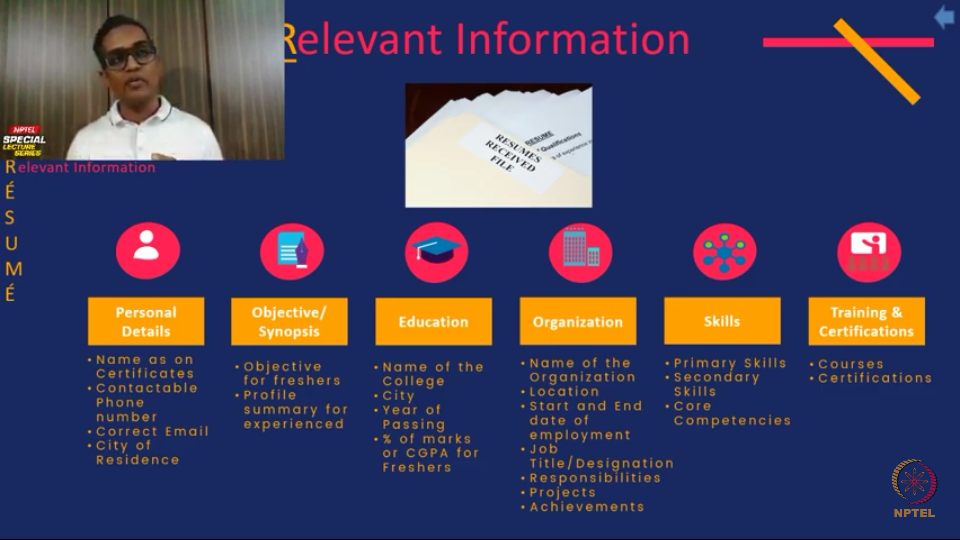 Relevant Information
NPTEL
SPECIAL
LECTURE
SERIES
Relevant Information
É
S
U
M
É
RESUME
Qualifications
RESUMES
RECEIVED
FILE
Personal
Details
• Name as on
Certificates
• Contactable
Phone
number
• Correct Email
• City of
Residence
Objective/
Synopsis
• Objective
for freshers
• Profile
summary for
experienced
Education
• Name of the
College
• City
• Year of
Passing
• % of marks
or CGPA for
Freshers
Organization
• Name of the
Organization
• Location
• Start and End
date of
employment
• Job
Title/Designation
• Responsibilities
• Projects
• Achievements
Skills
• Primary Skills
• Secondary
Skills
• Core
Competencies
Training &
Certifications
• Courses
• Certifications
NPTEL